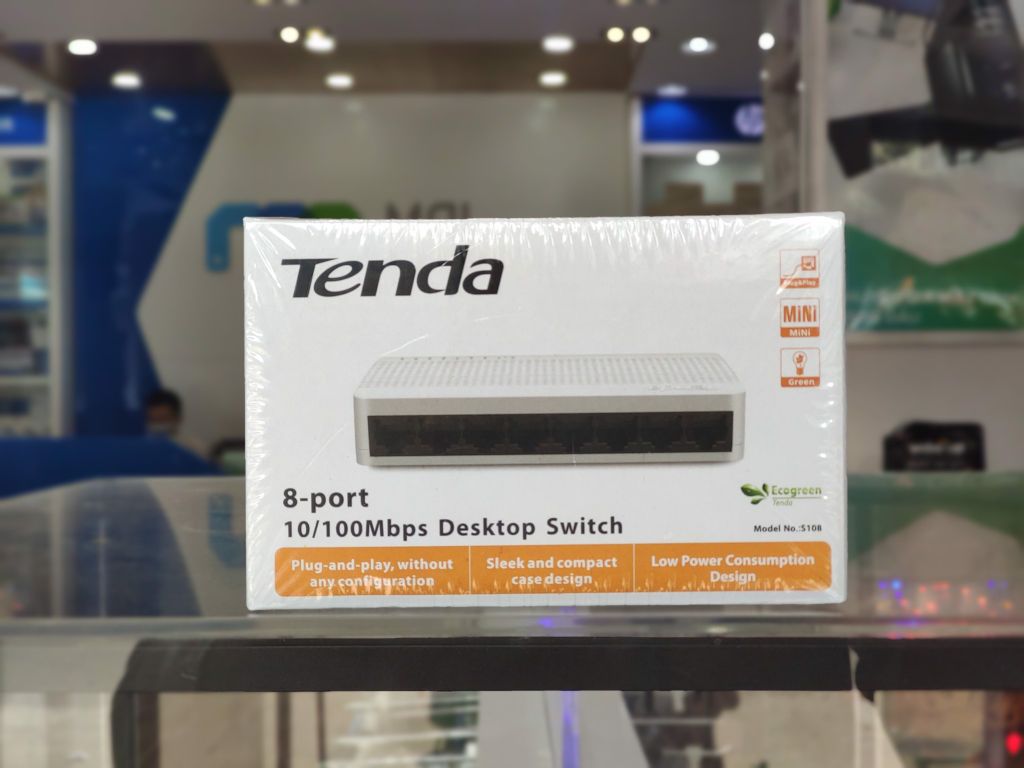 Tenda
Plug&Play
MiNi
MiNi
Green
8-port
10/100Mbps Desktop Switch
Ecogreen
Tenda
Model No.:S108
Plug-and-play, without
any configuration
Sleek and compact
case design
Low Power Consumption
Design
hp